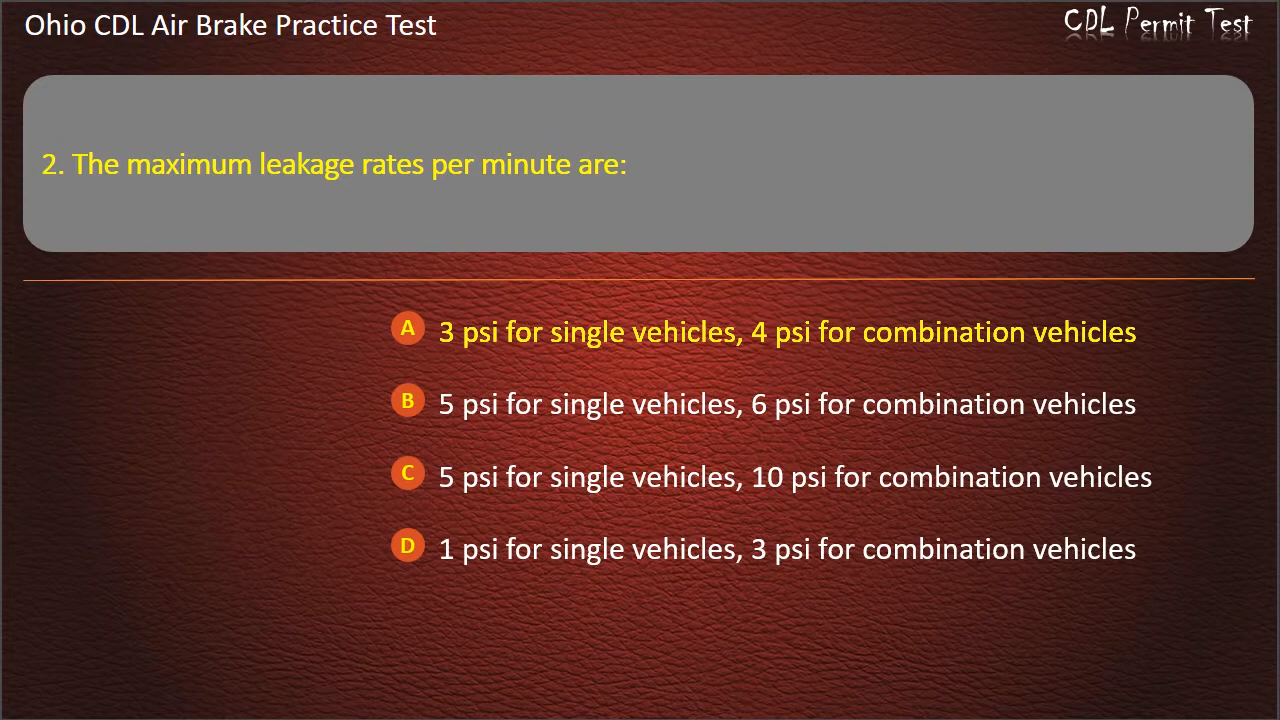 Ohio CDL Air Brake Practice Test
CDL Permit Test
2. The maximum leakage rates per minute are:
A 3 psi for single vehicles, 4 psi for combination vehicles
B 5 psi for single vehicles, 6 psi for combination vehicles
C 5 psi for single vehicles, 10 psi for combination vehicles
D 1 psi for single vehicles, 3 psi for combination vehicles